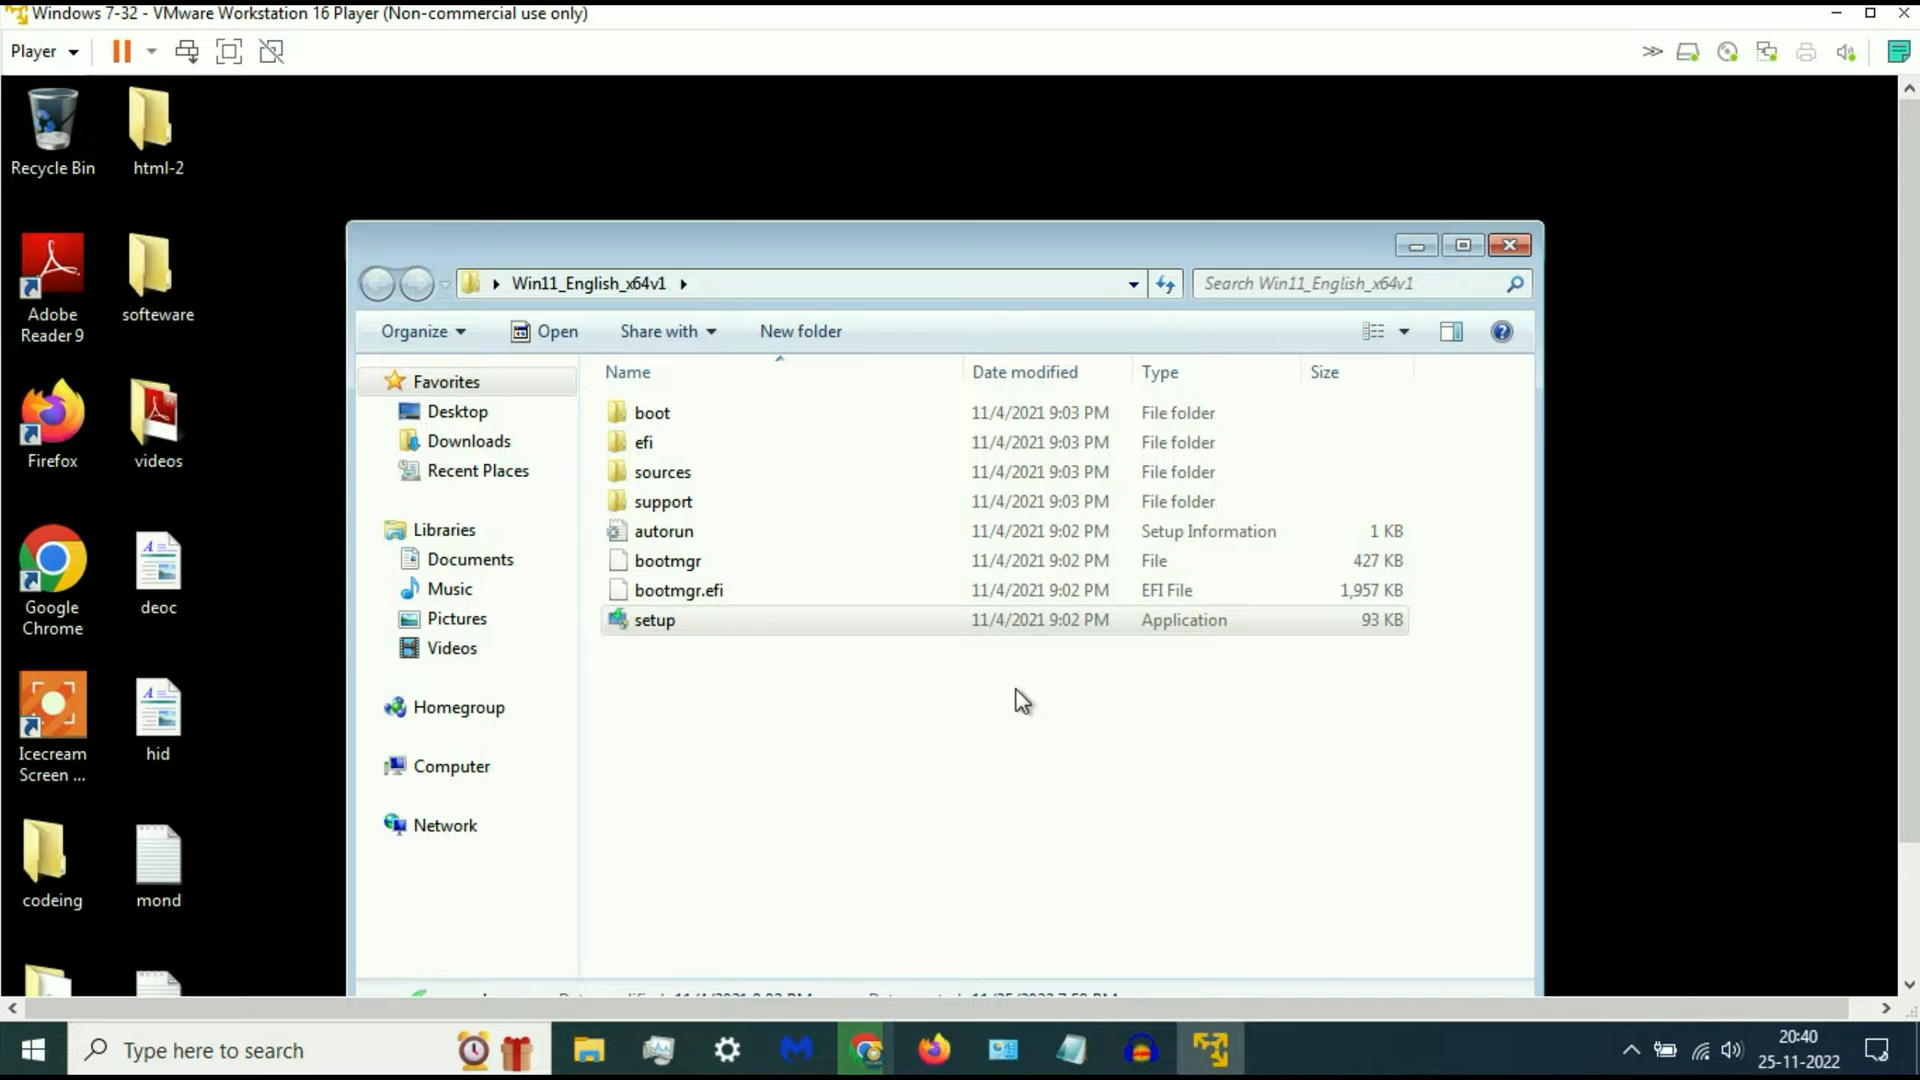 Windows 7-32 - VMware Workstation 16 Player (Non-commercial use only)
Player
Recycle Bin
html-2
Adobe Reader 9
softeware
Firefox
videos
Google Chrome
deoc
Icecream Screen ...
hid
codeing
mond
Win11_English_x64v1
Search Win11_English_x64v1
Organize
Open
Share with
New folder
Favorites
Desktop
Downloads
Recent Places
Libraries
Documents
Music
Pictures
Videos
Homegroup
Computer
Network
Name Date modified Type Size
boot 11/4/2021 9:03 PM File folder
efi 11/4/2021 9:03 PM File folder
sources 11/4/2021 9:03 PM File folder
support 11/4/2021 9:03 PM File folder
autorun 11/4/2021 9:02 PM Setup Information 1 KB
bootmgr 11/4/2021 9:02 PM File 427 KB
bootmgr.efi 11/4/2021 9:02 PM EFI File 1,957 KB
setup 11/4/2021 9:02 PM Application 93 KB
Type here to search
20:40
25-11-2022